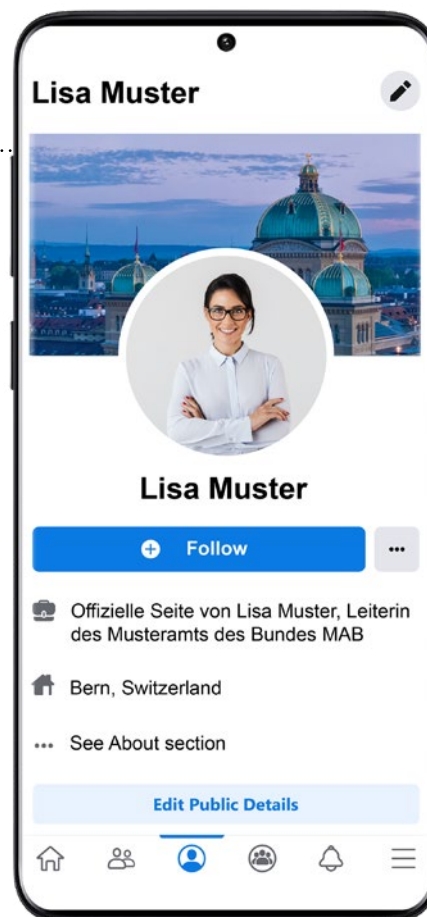 Lisa Muster
Lisa Muster
Follow
Offizielle Seite von Lisa Muster, Leiterin
des Musteramts des Bundes MAB
Bern, Switzerland
See About section
Edit Public Details